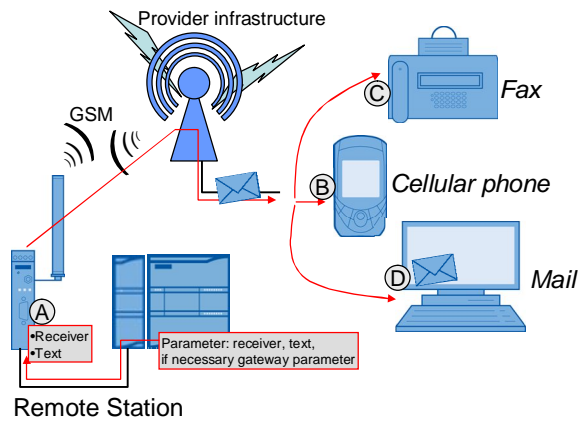 Provider infrastructure
GSM
C
Fax
B
Cellular phone
D
Mail
A
•Receiver
•Text
Parameter: receiver, text,
if necessary gateway parameter
Remote Station